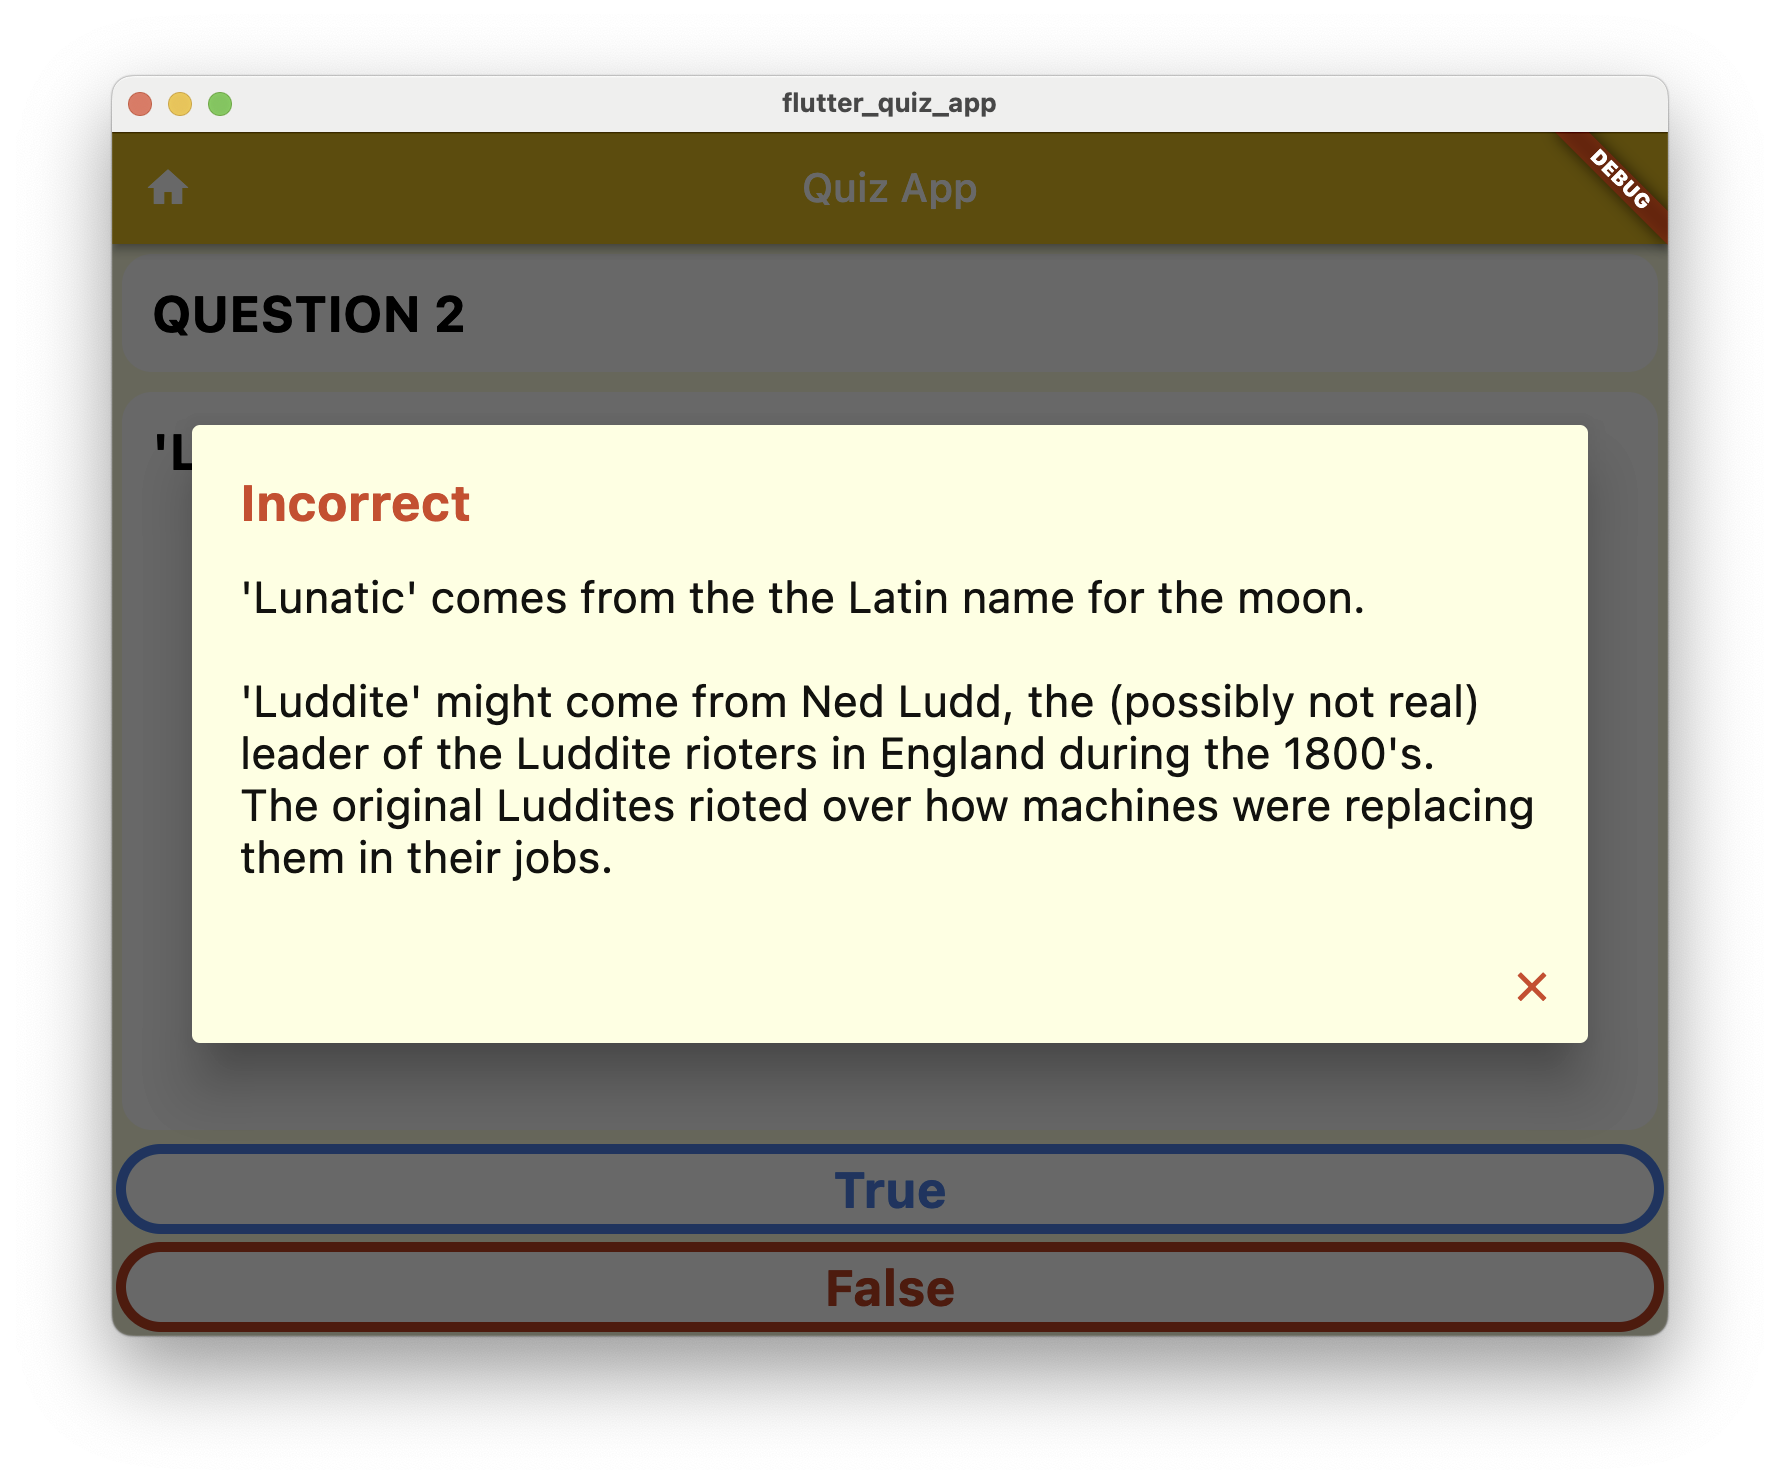 flutter_quiz_app
Quiz App
DEBUG
QUESTION 2
'L
Incorrect
'Lunatic' comes from the the Latin name for the moon.
'Luddite' might come from Ned Ludd, the (possibly not real)
leader of the Luddite rioters in England during the 1800's.
The original Luddites rioted over how machines were replacing
them in their jobs.
True
False